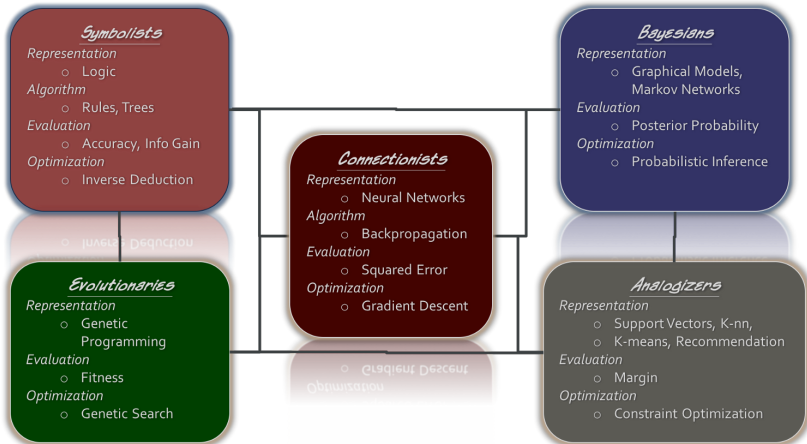 Symbolists
Representation
○ Logic
Algorithm
○ Rules, Trees
Evaluation
○ Accuracy, Info Gain
Optimization
○ Inverse Deduction
Bayesians
Representation
○ Graphical Models,
Markov Networks
Evaluation
○ Posterior Probability
Optimization
○ Probabilistic Inference
Connectionists
Representation
○ Neural Networks
Algorithm
○ Backpropagation
Evaluation
○ Squared Error
Optimization
○ Gradient Descent
Evolutionaries
Representation
○ Genetic
Programming
Evaluation
○ Fitness
Optimization
○ Genetic Search
Analogizers
Representation
○ Support Vectors, K-nn,
○ K-means, Recommendation
Evaluation
○ Margin
Optimization
○ Constraint Optimization